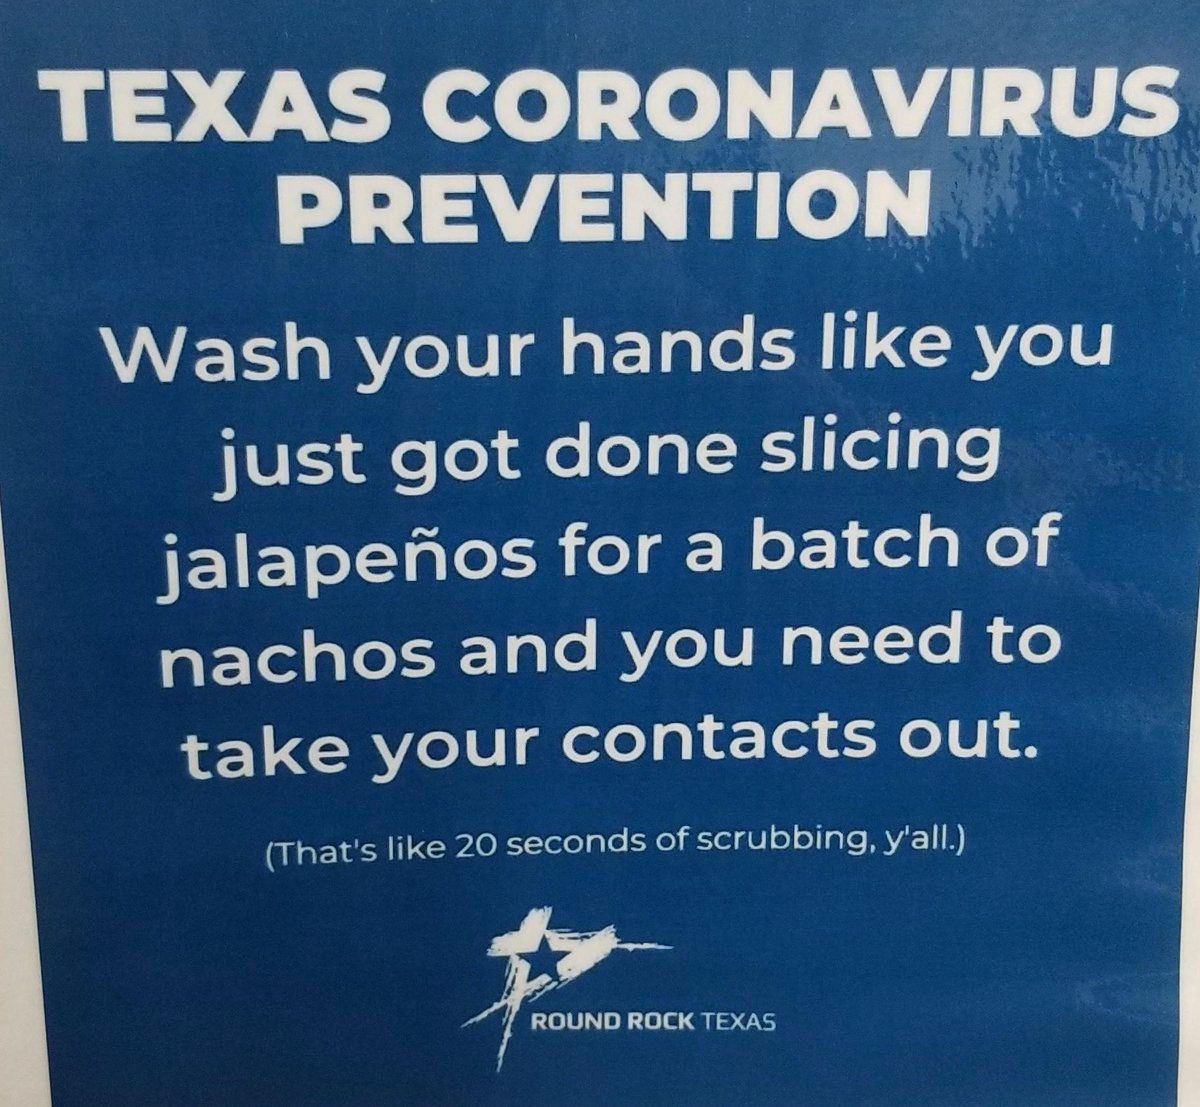 TEXAS CORONAVIRUS
PREVENTION
Wash your hands like you
just got done slicing
jalapeños for a batch of
nachos and you need to
take your contacts out.
(That's like 20 seconds of scrubbing, y'all.)
ROUND ROCK TEXAS